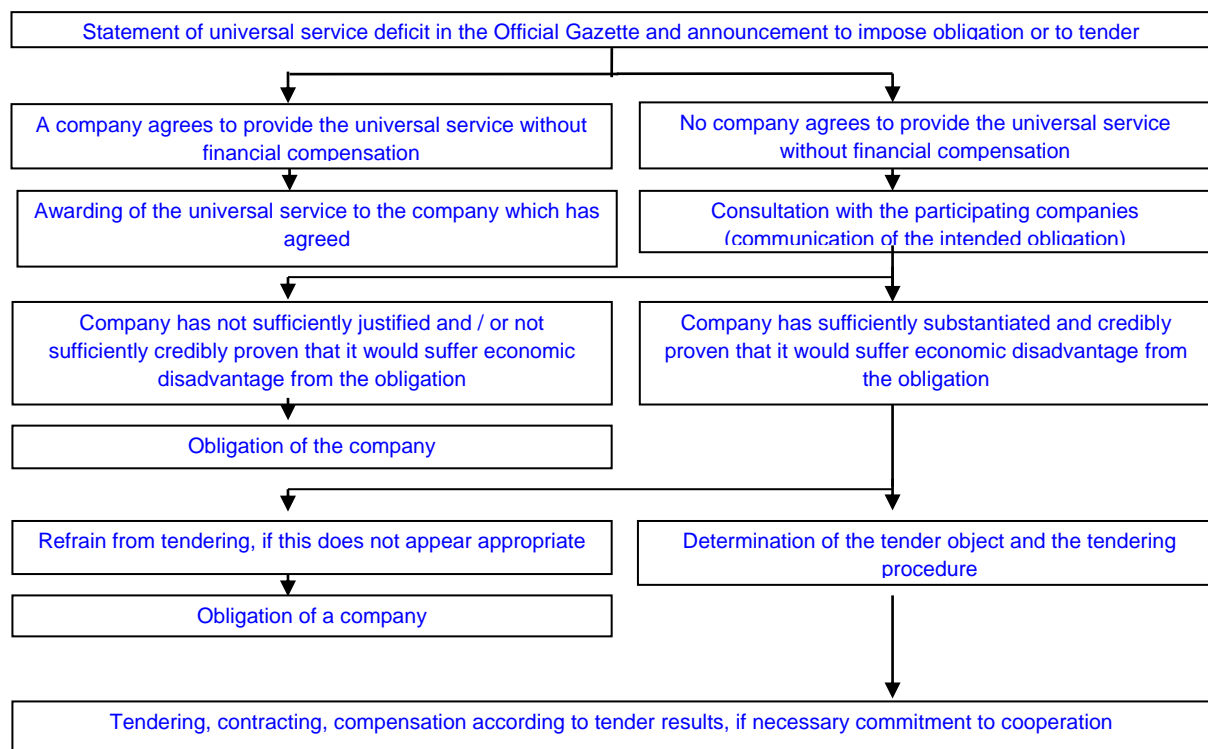 Statement of universal service deficit in the Official Gazette and announcement to impose obligation or to tender
A company agrees to provide the universal service without
financial compensation
No company agrees to provide the universal service
without financial compensation
Awarding of the universal service to the company which has
agreed
Consultation with the participating companies
(communication of the intended obligation)
Company has not sufficiently justified and / or not
sufficiently credibly proven that it would suffer economic
disadvantage from the obligation
Company has sufficiently substantiated and credibly
proven that it would suffer economic disadvantage from
the obligation
Obligation of the company
Refrain from tendering, if this does not appear appropriate
Determination of the tender object and the tendering
procedure
Obligation of a company
Tendering, contracting, compensation according to tender results, if necessary commitment to cooperation